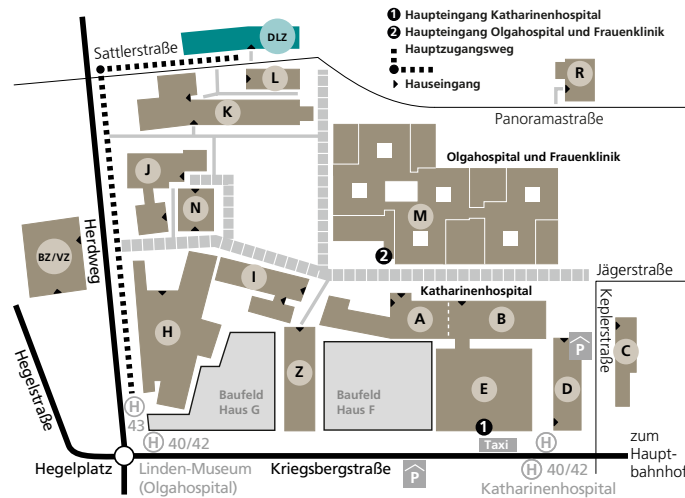 ❶ Haupteingang Katharinenhospital
❷ Haupteingang Olgahospital und Frauenklinik
Hauptzugangsweg
Hauseingang
Sattlerstraße
DLZ
L
K
R
Panoramastraße
Olgahospital und Frauenklinik
J
N
M
Herdweg
BZ/VZ
2
I
Jägerstraße
Katharinenhospital
Keplerstraße
H
A
B
P
C
Z
E
D
Hegelstraße
Baufeld
Haus G
Baufeld
Haus F
H
43
1
Taxi
H 40/42
H
Hegelplatz
Linden-Museum
(Olgahospital)
Kriegsbergstraße
P
H 40/42
Katharinenhospital
zum
Haupt-
bahnhof